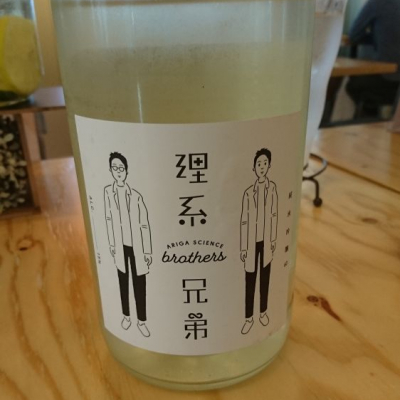 理系
ARIGA SCIENCE
brothers
兄弟